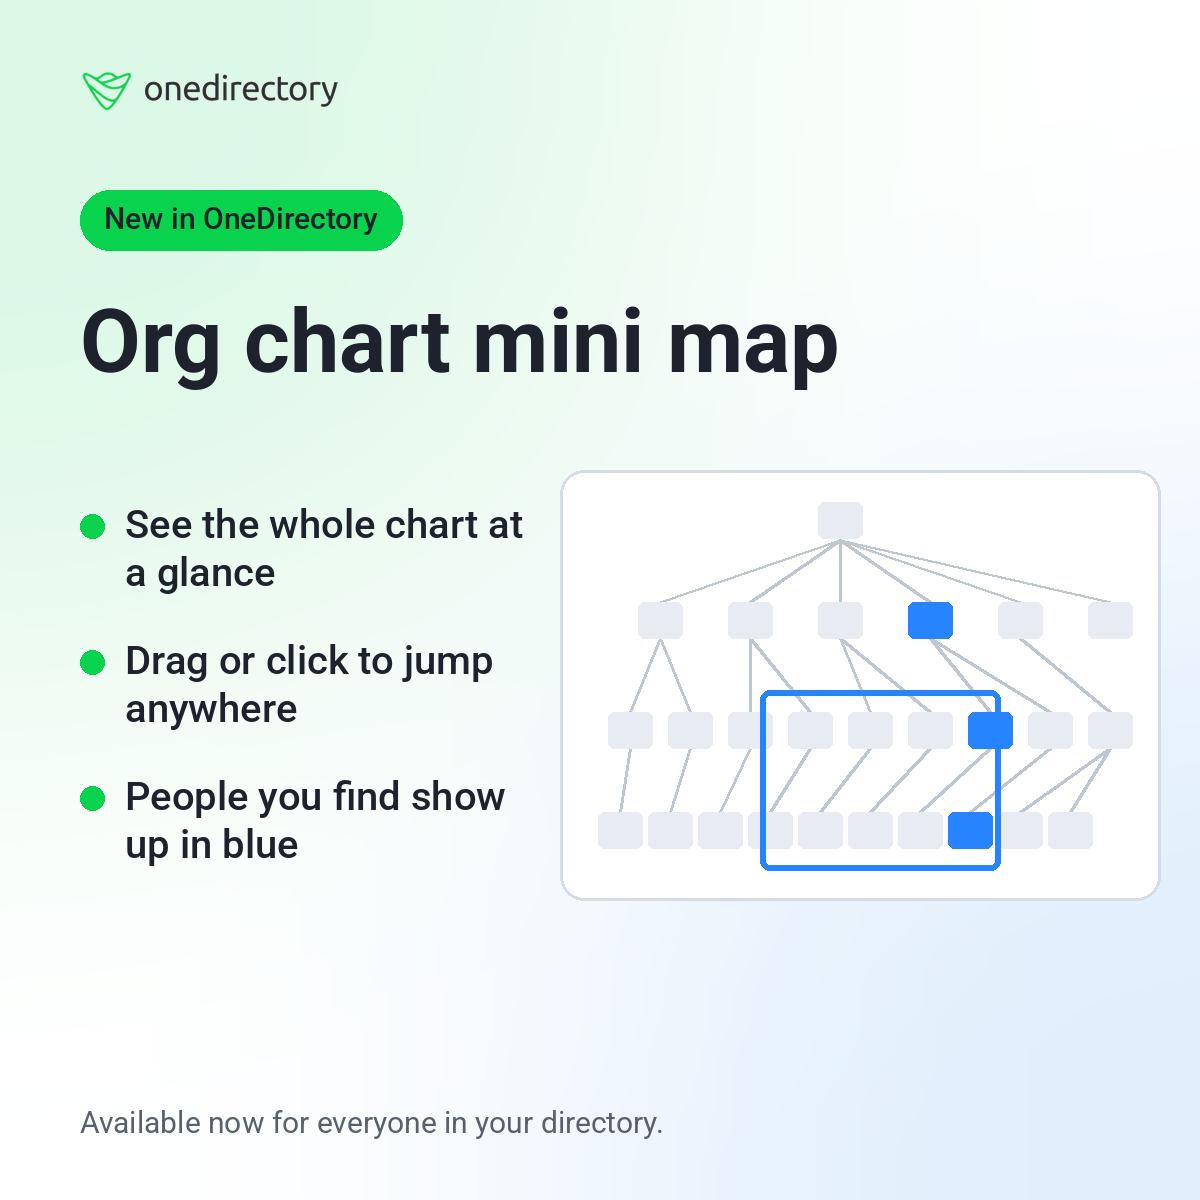 onedirectory
New in OneDirectory
Org chart mini map
See the whole chart at
a glance
Drag or click to jump
anywhere
People you find show
up in blue
Available now for everyone in your directory.